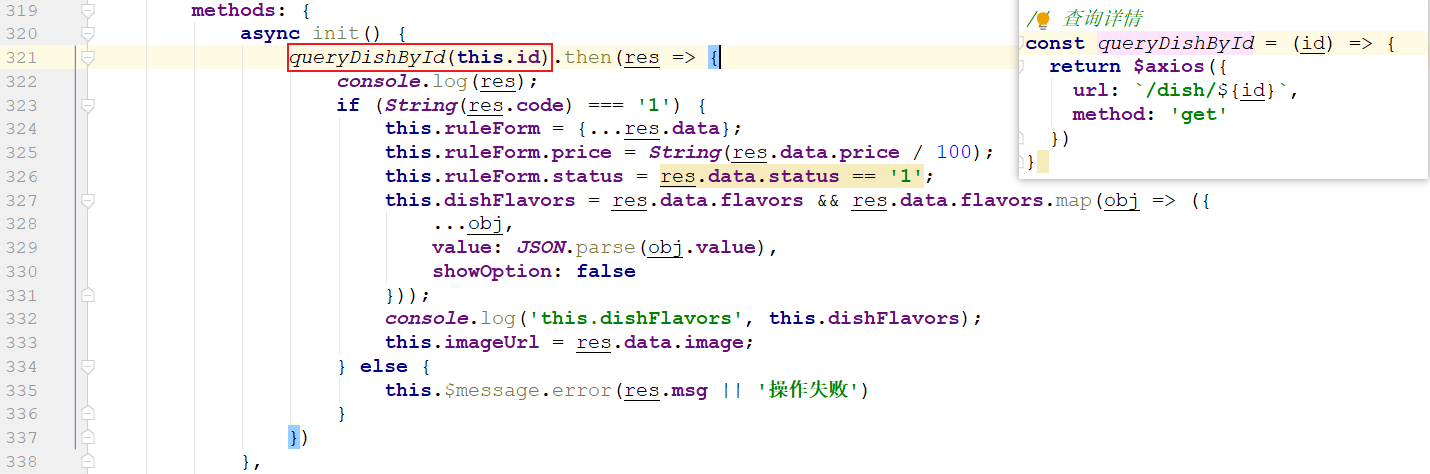 319 methods: {
320 async init() {
321 queryDishById(this.id).then(res => {
322 console.log(res);
323 if (String(res.code) === '1') {
324 this.ruleForm = {...res.data};
325 this.ruleForm.price = String(res.data.price / 100);
326 this.ruleForm.status = res.data.status == '1';
327 this.dishFlavors = res.data.flavors && res.data.flavors.map(obj => ({
328 ...obj,
329 value: JSON.parse(obj.value),
330 showOption: false
331 }));
332 console.log('this.dishFlavors', this.dishFlavors);
333 this.imageUrl = res.data.image;
334 } else {
335 this.$message.error(res.msg || '操作失败')
336 }
337 })
338 },
/ 查询详情
const queryDishById = (id) => {
return $axios({
url: `/dish/${id}`,
method: 'get'
})
}